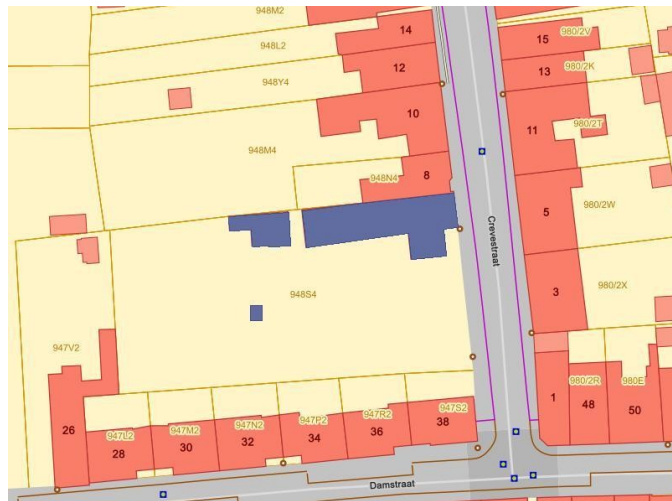 948M2
14
15
980/2V
948L2
12
13
980/2K
948Y4
10
11
980/2T
948M4
948N4
8
5
980/2W
Crevestraat
948S4
3
980/2X
947V2
26
947L2
28
947M2
30
947N2
32
947P2
34
947R2
36
947S2
38
1
980/2R
48
980E
50
Damstraat